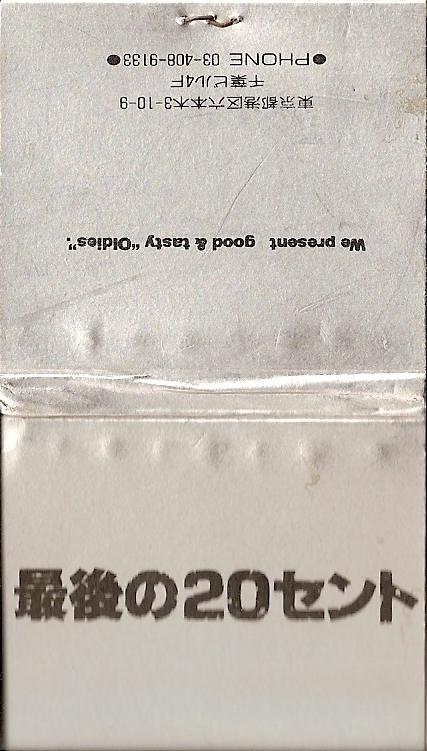 最後の20セント
We present good & tasty “Oldies”.
東京都港区六本木3-10-9
千葉ビル4F
●PHONE 03-408-9133●